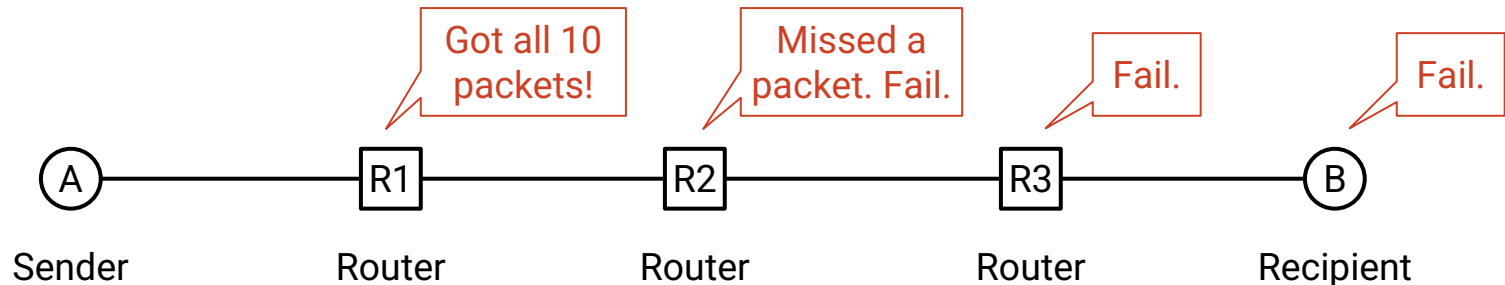 Got all 10
packets!
Missed a
packet. Fail.
Fail.
Fail.
A
R1
R2
R3
B
Sender
Router
Router
Router
Recipient